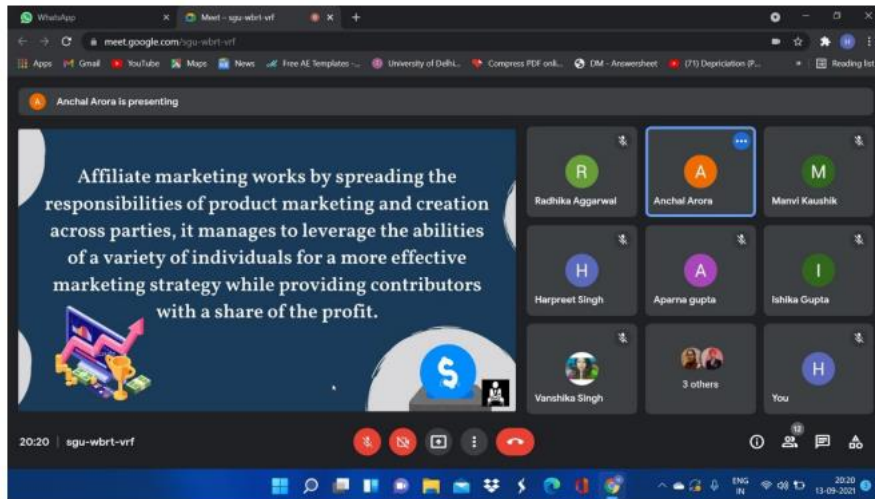 WhatsApp
Meet – sgu-wbrt-vrf
meet.google.com/sgu-wbrt-vrf
Apps
Gmail
YouTube
Maps
News
Free AE Templates -...
University of Delhi...
Compress PDF onli...
DM - Answersheet
(71) Depriciation (P...
Reading list
A
Anchal Arora is presenting
Affiliate marketing works by spreading the
responsibilities of product marketing and creation
across parties, it manages to leverage the abilities
of a variety of individuals for a more effective
marketing strategy while providing contributors
with a share of the profit.
$
R
Radhika Aggarwal
A
Anchal Arora
M
Manvi Kaushik
H
Harpreet Singh
A
Aparna gupta
I
Ishika Gupta
Vanshika Singh
3 others
H
You
20:20 | sgu-wbrt-vrf
12
ENG
IN
20:20
13-09-2021